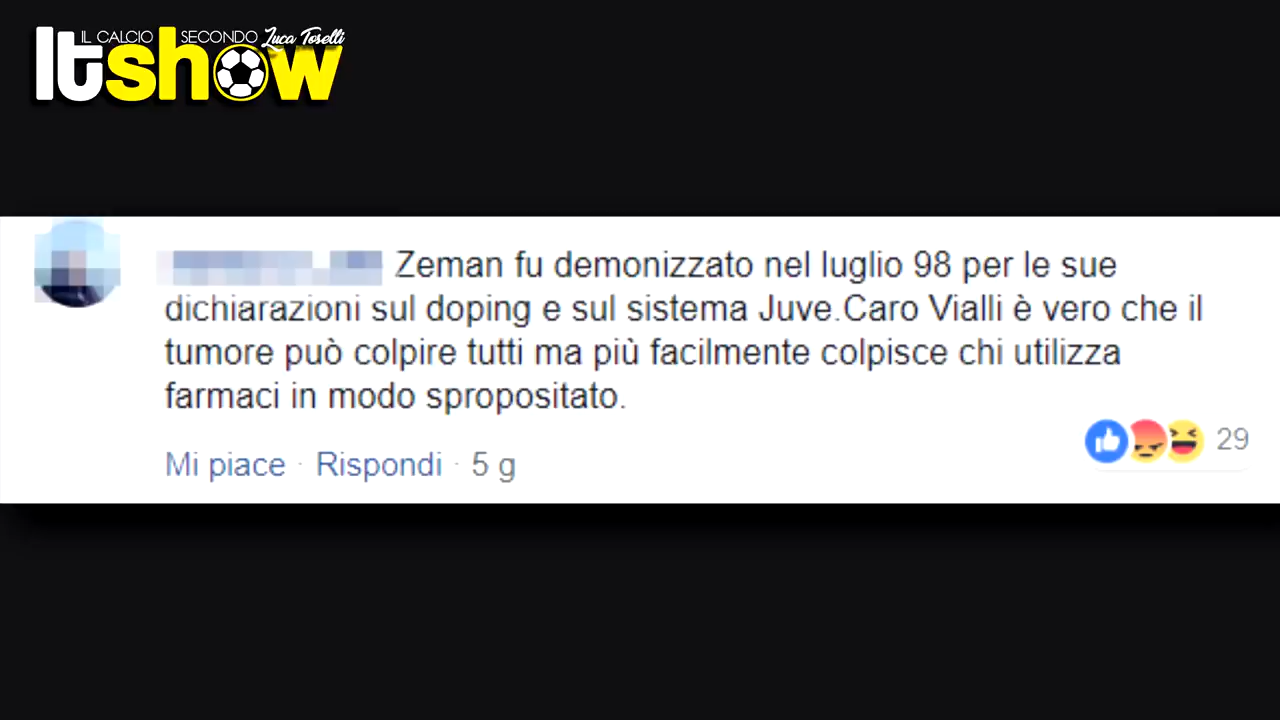 IL CALCIO SECONDO Luca Toselli
ltshow
Zeman fu demonizzato nel luglio 98 per le sue
dichiarazioni sul doping e sul sistema Juve.Caro Vialli è vero che il
tumore può colpire tutti ma più facilmente colpisce chi utilizza
farmaci in modo spropositato.
29
Mi piace · Rispondi · 5 g